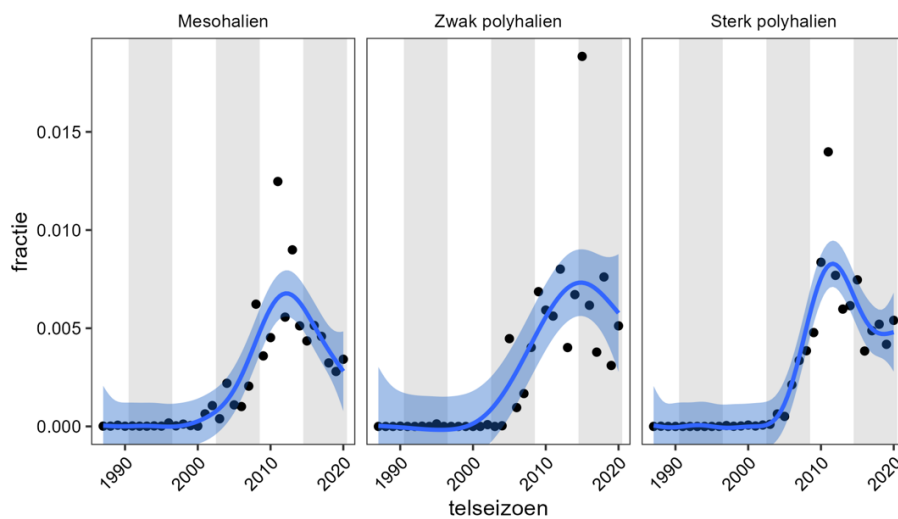 Mesohalien Zwak polyhalien Sterk polyhalien
fractie
0.015
0.010
0.005
0.000
1990 2000 2010 2020 1990 2000 2010 2020 1990 2000 2010 2020
telseizoen